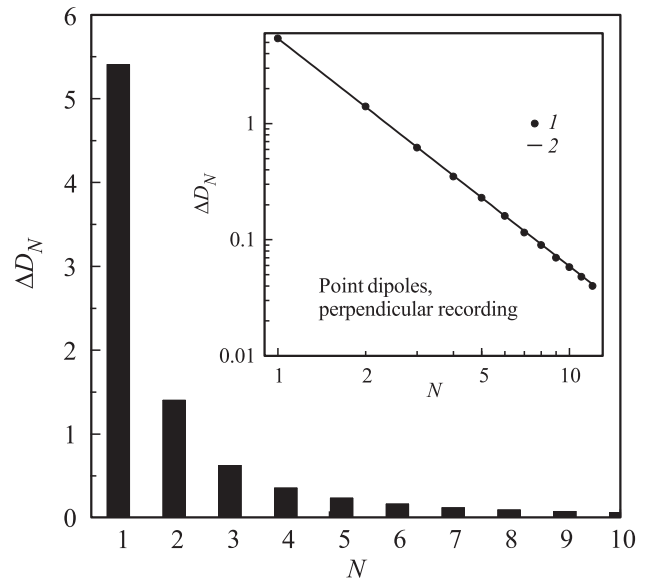 6
5
4
3
2
1
0
ΔD_N
1 2 3 4 5 6 7 8 9 10
N
1
0.1
0.01
ΔD_N
1 2 5 10
N
1
2
Point dipoles,
perpendicular recording